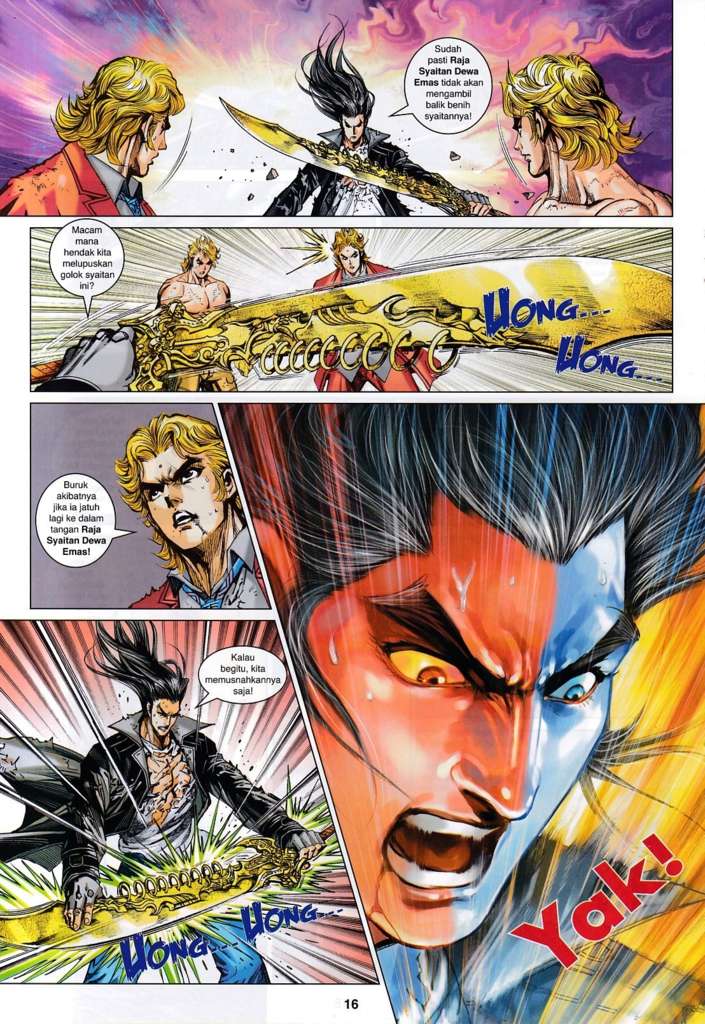 Sudah
pasti Raja
Syaitan Dewa
Emas tidak akan
mengambil
balik benih
syaitannya!
Macam
mana
hendak kita
melupuskan
golok syaitan
ini?
UONG...
UONG...
Buruk
akibatnya
jika ia jatuh
lagi ke dalam
tangan Raja
Syaitan Dewa
Emas!
Kalau
begitu, kita
memusnahkannya
saja!
UONG... UONG...
Yak!
16